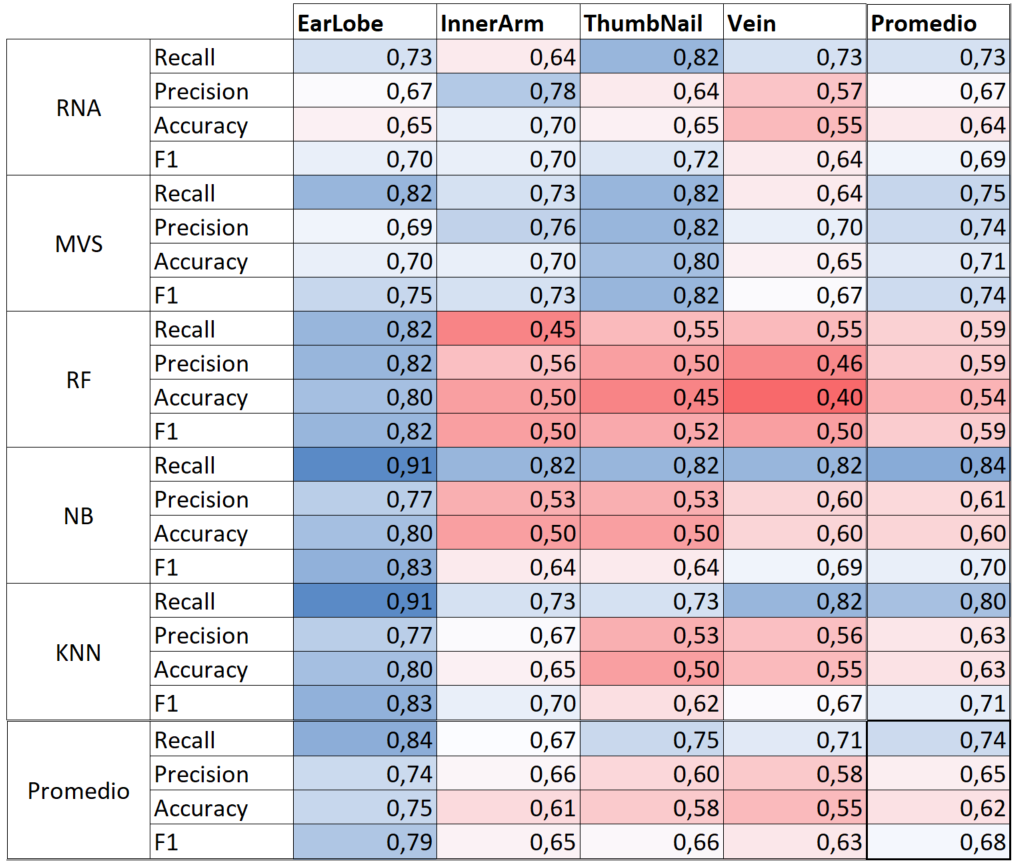 EarLobe InnerArm ThumbNail Vein Promedio
RNA
Recall 0,73 0,64 0,82 0,73 0,73
Precision 0,67 0,78 0,64 0,57 0,67
Accuracy 0,65 0,70 0,65 0,55 0,64
F1 0,70 0,70 0,72 0,64 0,69
MVS
Recall 0,82 0,73 0,82 0,64 0,75
Precision 0,69 0,76 0,82 0,70 0,74
Accuracy 0,70 0,70 0,80 0,65 0,71
F1 0,75 0,73 0,82 0,67 0,74
RF
Recall 0,82 0,45 0,55 0,55 0,59
Precision 0,82 0,56 0,50 0,46 0,59
Accuracy 0,80 0,50 0,45 0,40 0,54
F1 0,82 0,50 0,52 0,50 0,59
NB
Recall 0,91 0,82 0,82 0,82 0,84
Precision 0,77 0,53 0,53 0,60 0,61
Accuracy 0,80 0,50 0,50 0,60 0,60
F1 0,83 0,64 0,64 0,69 0,70
KNN
Recall 0,91 0,73 0,73 0,82 0,80
Precision 0,77 0,67 0,53 0,56 0,63
Accuracy 0,80 0,65 0,50 0,55 0,63
F1 0,83 0,70 0,62 0,67 0,71
Promedio
Recall 0,84 0,67 0,75 0,71 0,74
Precision 0,74 0,66 0,60 0,58 0,65
Accuracy 0,75 0,61 0,58 0,55 0,62
F1 0,79 0,65 0,66 0,63 0,68